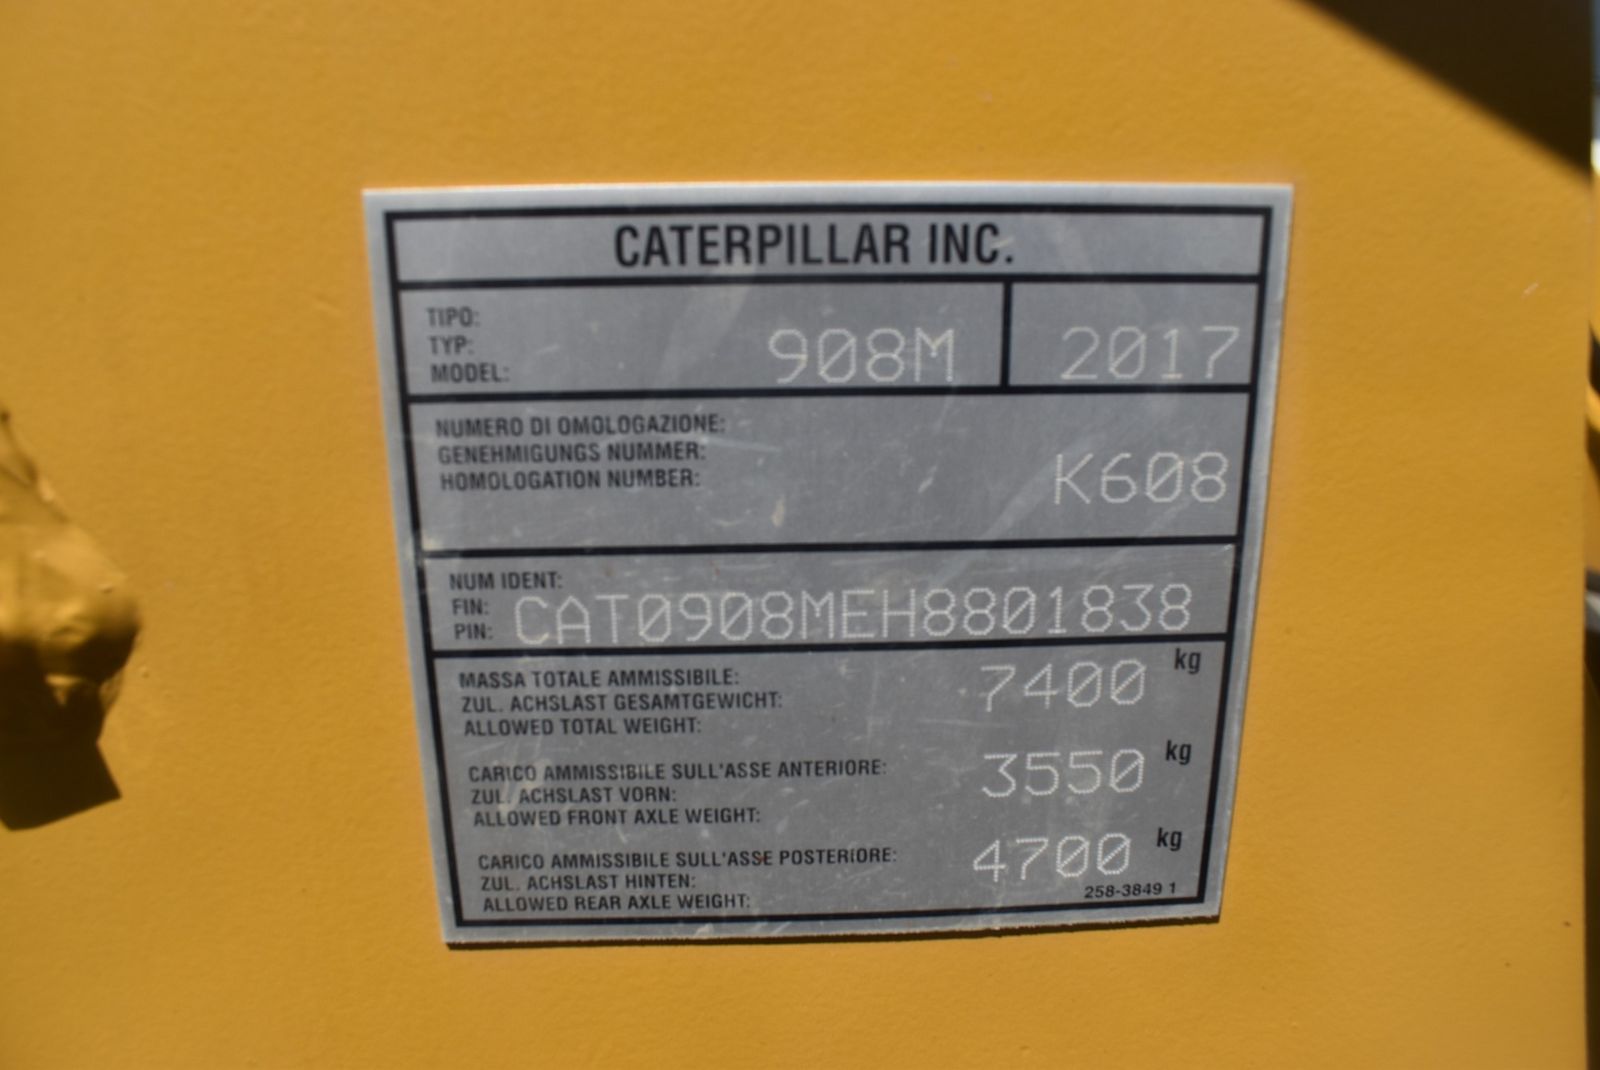 CATERPILLAR INC.
TIPO:
TYP:
MODEL: 908M 2017
NUMERO DI OMOLOGAZIONE:
GENEHMIGUNGS NUMMER:
HOMOLOGATION NUMBER: K608
NUM IDENT:
FIN:
PIN: CAT0908MEH8801838
MASSA TOTALE AMMISSIBILE:
ZUL. ACHSLAST GESAMTGEWICHT:
ALLOWED TOTAL WEIGHT: 7400 kg
CARICO AMMISSIBILE SULL'ASSE ANTERIORE:
ZUL. ACHSLAST VORN:
ALLOWED FRONT AXLE WEIGHT: 3550 kg
CARICO AMMISSIBILE SULL'ASSE POSTERIORE:
ZUL. ACHSLAST HINTEN:
ALLOWED REAR AXLE WEIGHT: 4700 kg
258-3849 1